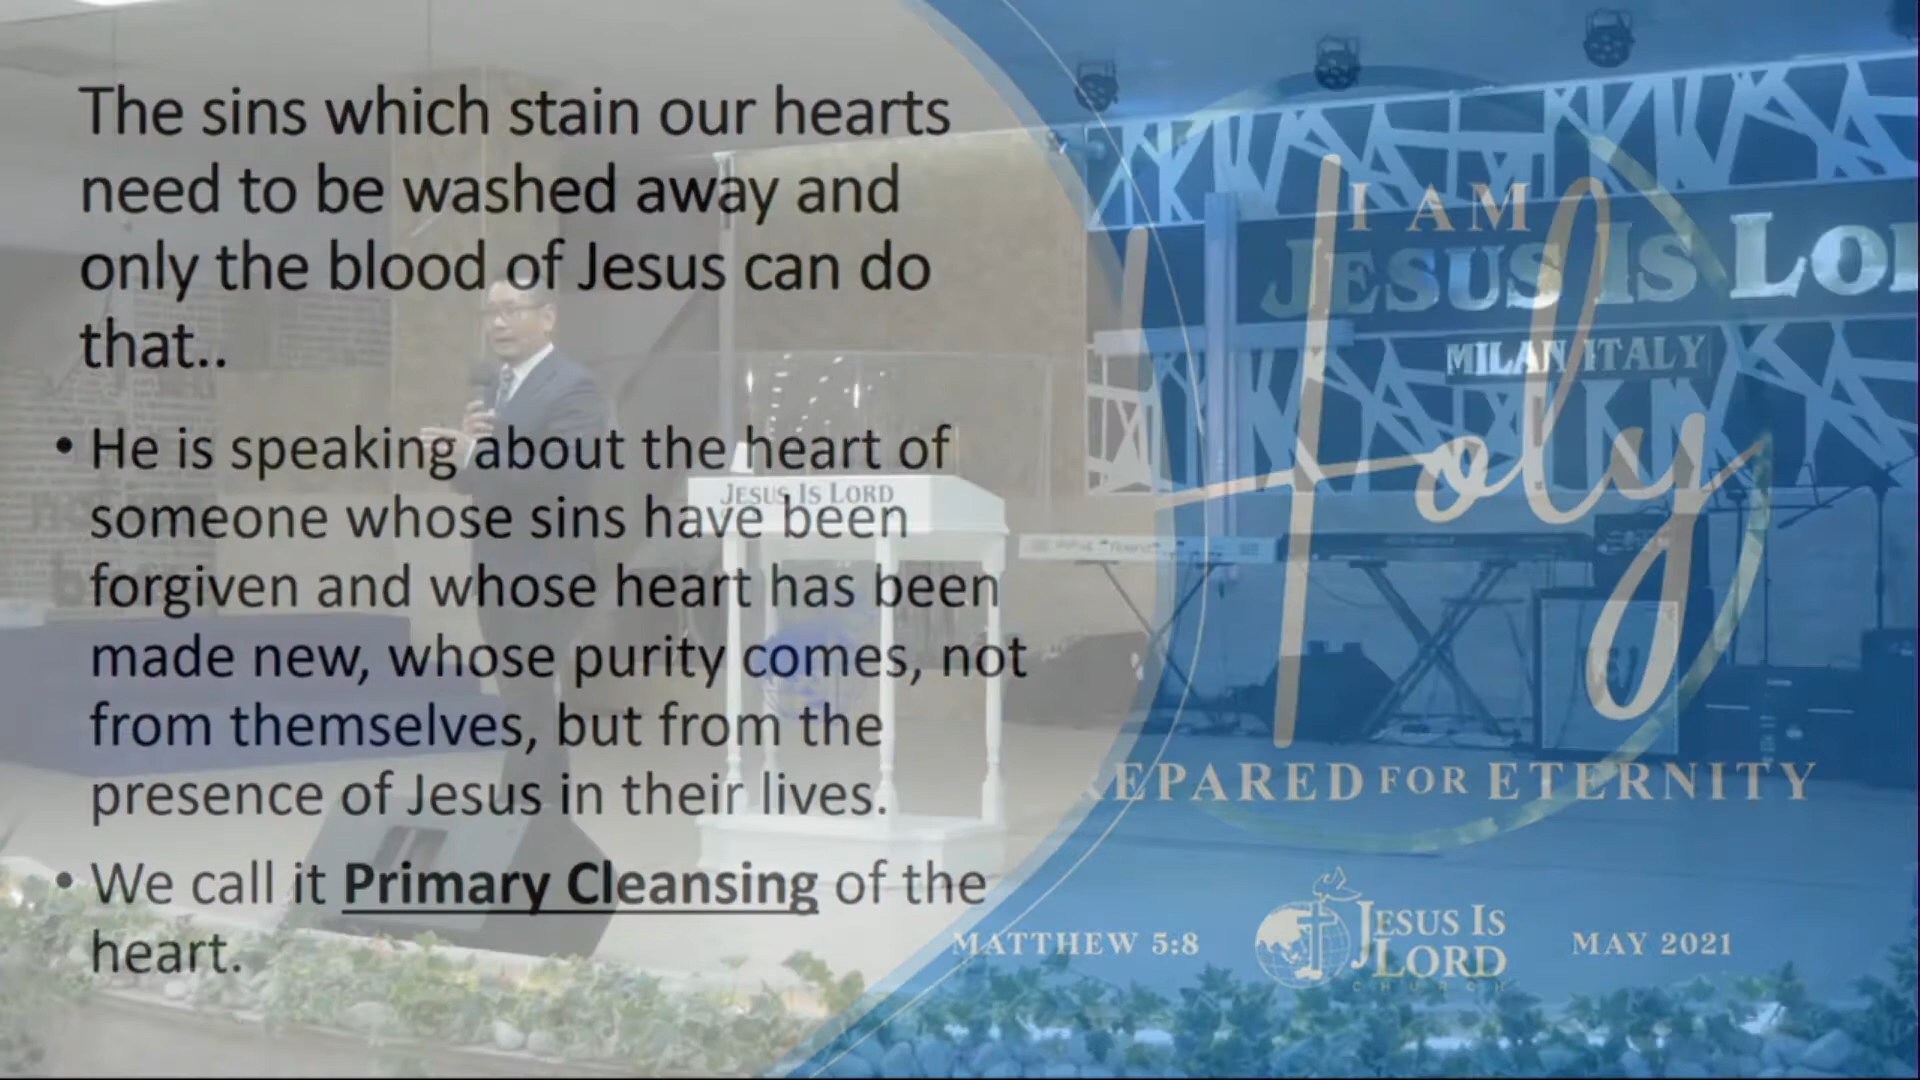 The sins which stain our hearts
need to be washed away and
only the blood of Jesus can do
that..
• He is speaking about the heart of
someone whose sins have been
forgiven and whose heart has been
made new, whose purity comes, not
from themselves, but from the
presence of Jesus in their lives.
• We call it Primary Cleansing of the
heart.
JESUS IS LORD
I AM
Holy
EPARED FOR ETERNITY
JESUS IS LO
MILAN ITALY
MATTHEW 5:8
JESUS IS
LORD
CHURCH
MAY 2021